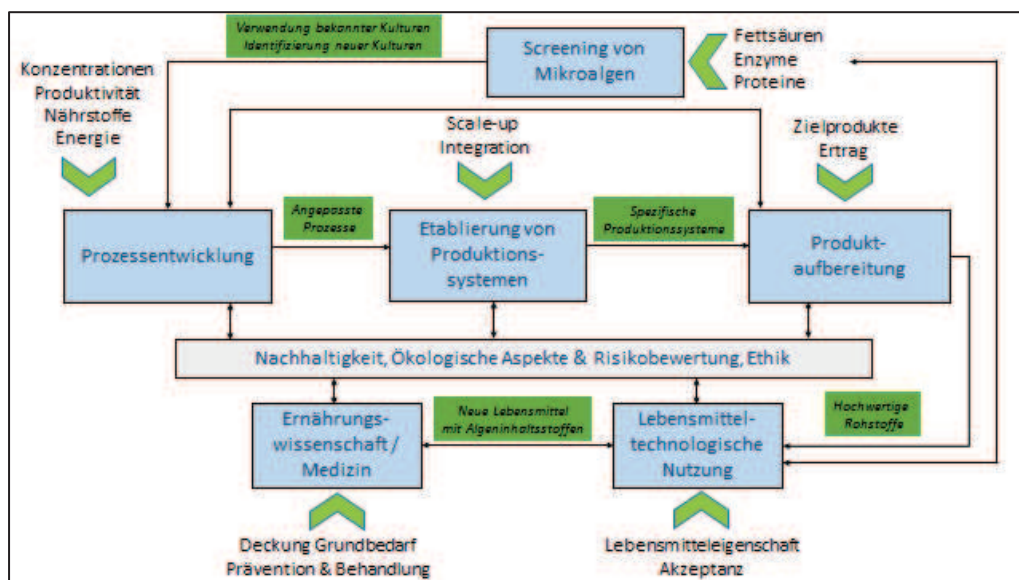 Verwendung bekannter Kulturen
Identifizierung neuer Kulturen
Screening von
Mikroalgen
Fettsäuren
Enzyme
Proteine
Konzentrationen
Produktivität
Nährstoffe
Energie
Scale-up
Integration
Zielprodukte
Ertrag
Prozessentwicklung
Angepasste
Prozesse
Etablierung von
Produktions-
systemen
Spezifische
Produktionssysteme
Produkt-
aufbereitung
Nachhaltigkeit, Ökologische Aspekte & Risikobewertung, Ethik
Ernährungs-
wissenschaft /
Medizin
Neue Lebensmittel
mit Algeninhaltsstoffen
Lebensmittel-
technologische
Nutzung
Hochwertige
Rohstoffe
Deckung Grundbedarf
Prävention & Behandlung
Lebensmitteleigenschaft
Akzeptanz